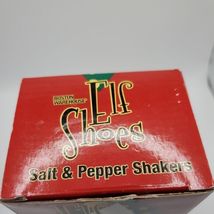 BOSTON
WAREHOUSE
Elf
Shoes
Salt & Pepper Shakers